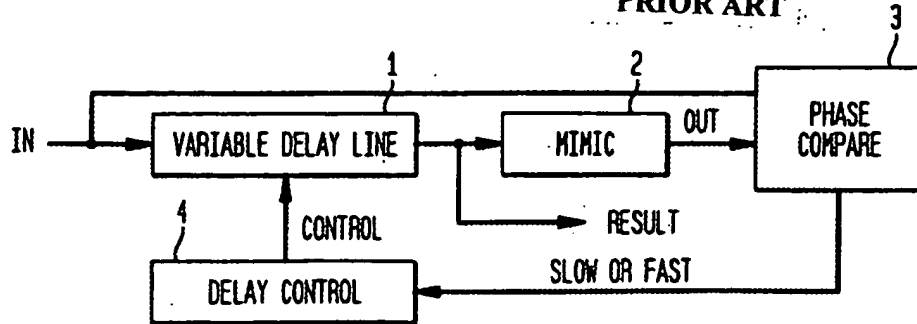 PRIOR ART
3
1
2
IN
VARIABLE DELAY LINE
MIMIC
OUT
PHASE
COMPARE
RESULT
4
CONTROL
DELAY CONTROL
SLOW OR FAST